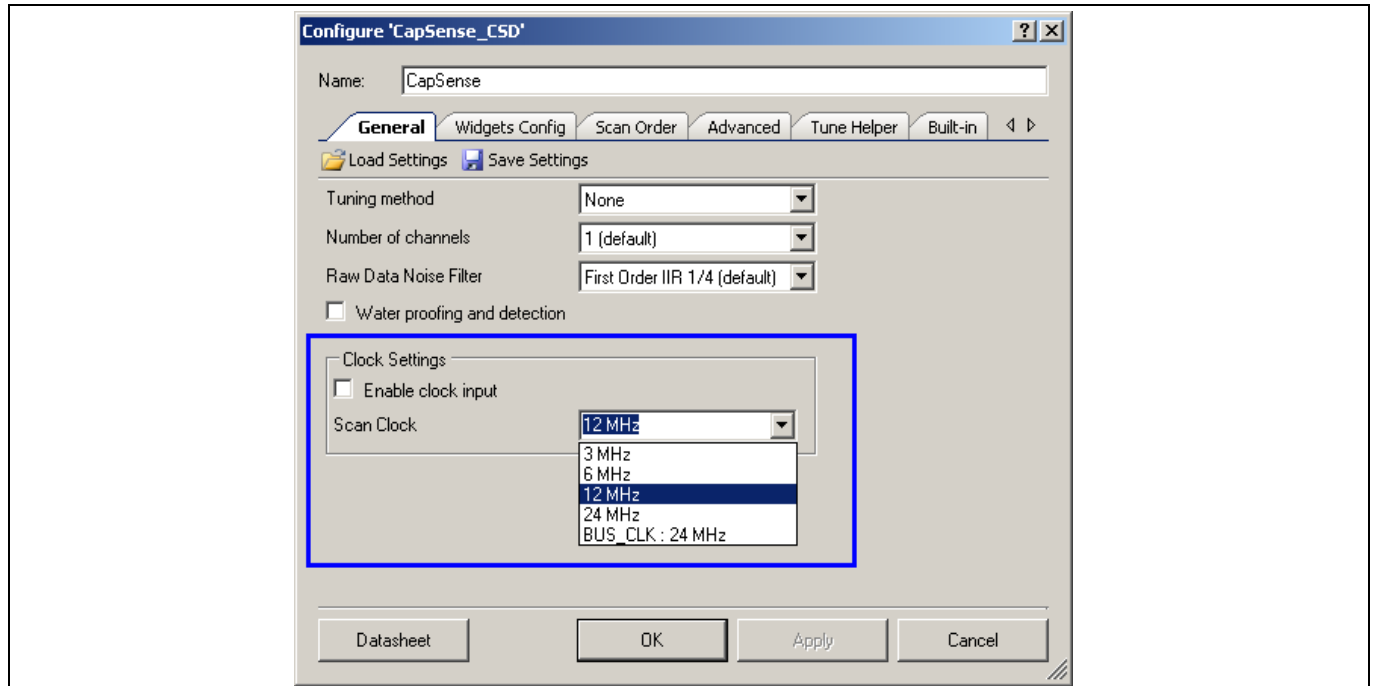 Configure 'CapSense_CSD'
Name: CapSense
General Widgets Config Scan Order Advanced Tune Helper Built-in
Load Settings Save Settings
Tuning method None
Number of channels 1 (default)
Raw Data Noise Filter First Order IIR 1/4 (default)
Water proofing and detection
Clock Settings
Enable clock input
Scan Clock 12 MHz
3 MHz
6 MHz
12 MHz
24 MHz
BUS_CLK : 24 MHz
Datasheet OK Apply Cancel